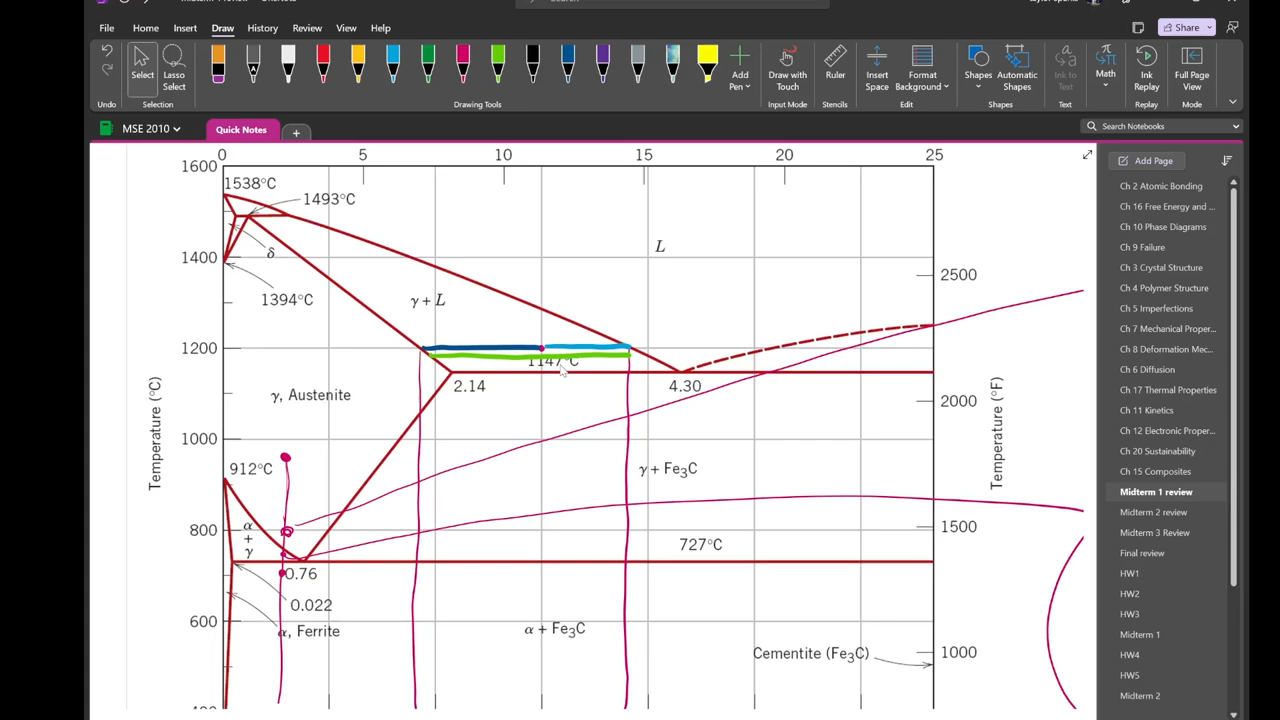 File Home Insert Draw History Review View Help Share
Undo
Select
Lasso Select
Add Pen
Draw with Touch
Ruler
Insert Space
Format Background
Shapes
Automatic Shapes
Ink to Text
Math
Ink Replay
Full Page View
Undo Selection Drawing Tools Input Mode Stencils Edit Shapes Text Replay Mode
MSE 2010 Quick Notes + Search Notebooks
Add Page
Ch 2 Atomic Bonding
Ch 16 Free Energy and ...
Ch 10 Phase Diagrams
Ch 9 Failure
Ch 3 Crystal Structure
Ch 4 Polymer Structure
Ch 5 Imperfections
Ch 7 Mechanical Proper...
Ch 8 Deformation Mec...
Ch 6 Diffusion
Ch 17 Thermal Properties
Ch 11 Kinetics
Ch 12 Electronic Proper...
Ch 20 Sustainability
Ch 15 Composites
Midterm 1 review
Midterm 2 review
Midterm 3 Review
Final review
HW1
HW2
HW3
Midterm 1
HW4
HW5
Midterm 2
0 5 10 15 20 25
1600
1538°C
1493°C
L
1400
δ
2500
1394°C
γ + L
1200
1147°C
2.14
4.30
γ, Austenite
2000
Temperature (°C)
Temperature (°F)
1000
912°C
γ + Fe₃C
800
α + γ
1500
727°C
0.76
0.022
600
α, Ferrite
α + Fe₃C
Cementite (Fe₃C)
1000